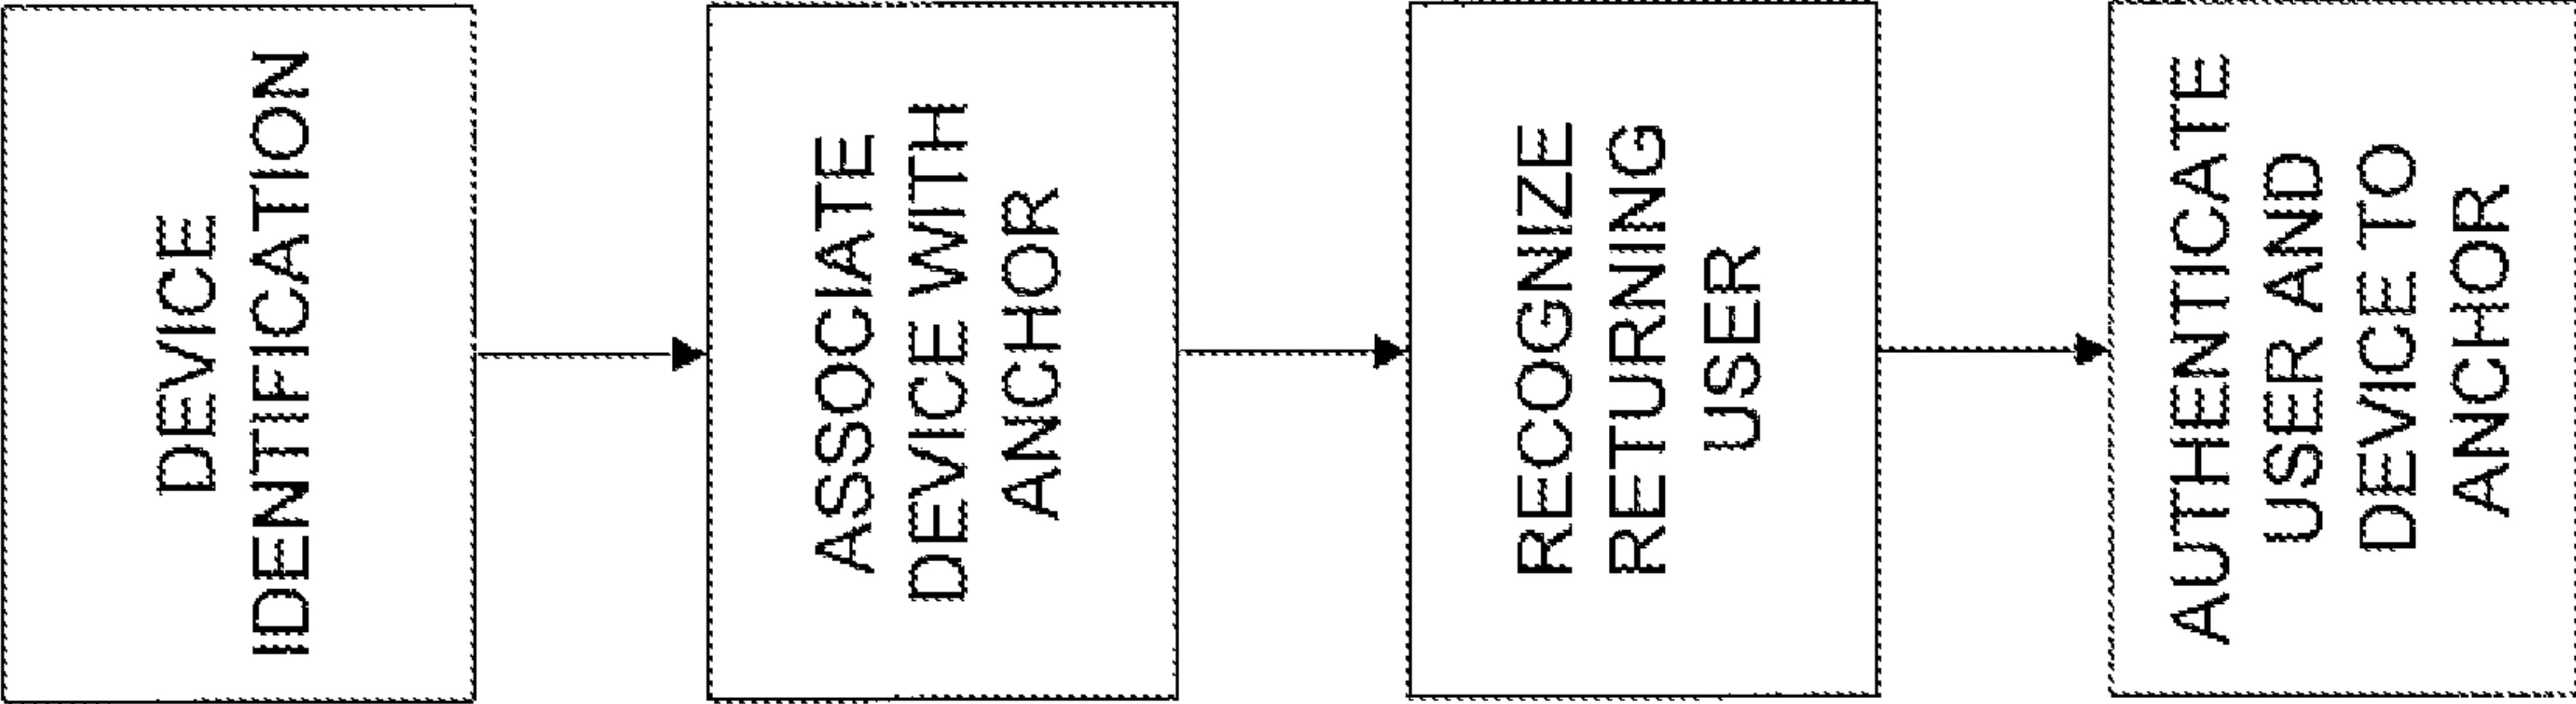 DEVICE
IDENTIFICATION
ASSOCIATE
DEVICE WITH
ANCHOR
RECOGNIZE
RETURNING
USER
AUTHENTICATE
USER AND
DEVICE TO
ANCHOR